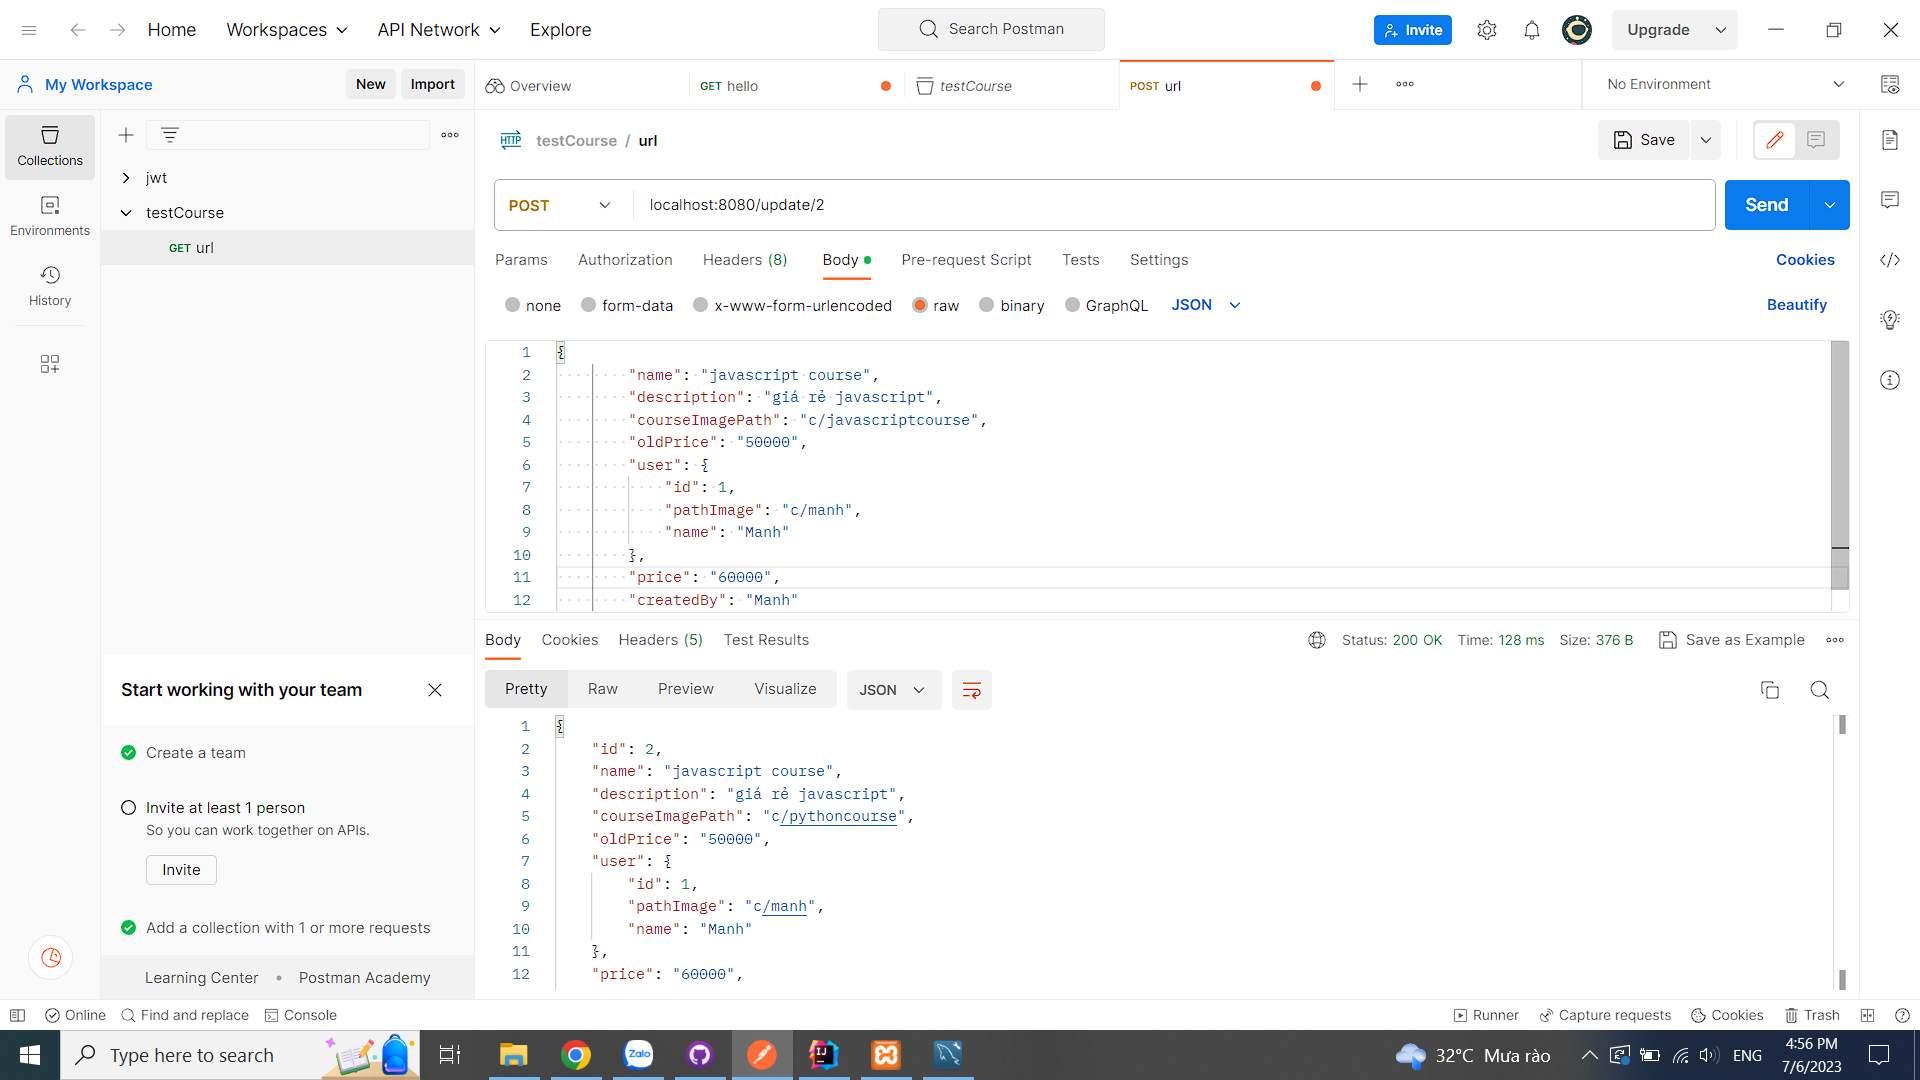 Home Workspaces API Network Explore Search Postman Invite Upgrade
My Workspace New Import Overview GET hello testCourse POST url No Environment
Collections
Environments
History
jwt
testCourse
GET url
HTTP testCourse / url Save
POST localhost:8080/update/2 Send
Params Authorization Headers (8) Body Pre-request Script Tests Settings Cookies
none form-data x-www-form-urlencoded raw binary GraphQL JSON Beautify
1 {
2 "name": "javascript course",
3 "description": "giá rẻ javascript",
4 "courseImagePath": "c/javascriptcourse",
5 "oldPrice": "50000",
6 "user": {
7 "id": 1,
8 "pathImage": "c/manh",
9 "name": "Manh"
10 },
11 "price": "60000",
12 "createdBy": "Manh"
Body Cookies Headers (5) Test Results Status: 200 OK Time: 128 ms Size: 376 B Save as Example
Pretty Raw Preview Visualize JSON
1 {
2 "id": 2,
3 "name": "javascript course",
4 "description": "giá rẻ javascript",
5 "courseImagePath": "c/pythoncourse",
6 "oldPrice": "50000",
7 "user": {
8 "id": 1,
9 "pathImage": "c/manh",
10 "name": "Manh"
11 },
12 "price": "60000",
Start working with your team
Create a team
Invite at least 1 person
So you can work together on APIs.
Invite
Add a collection with 1 or more requests
Learning Center • Postman Academy
Online Find and replace Console Runner Capture requests Cookies Trash
Type here to search Zalo IJ 32°C Mưa rào ENG 4:56 PM
7/6/2023